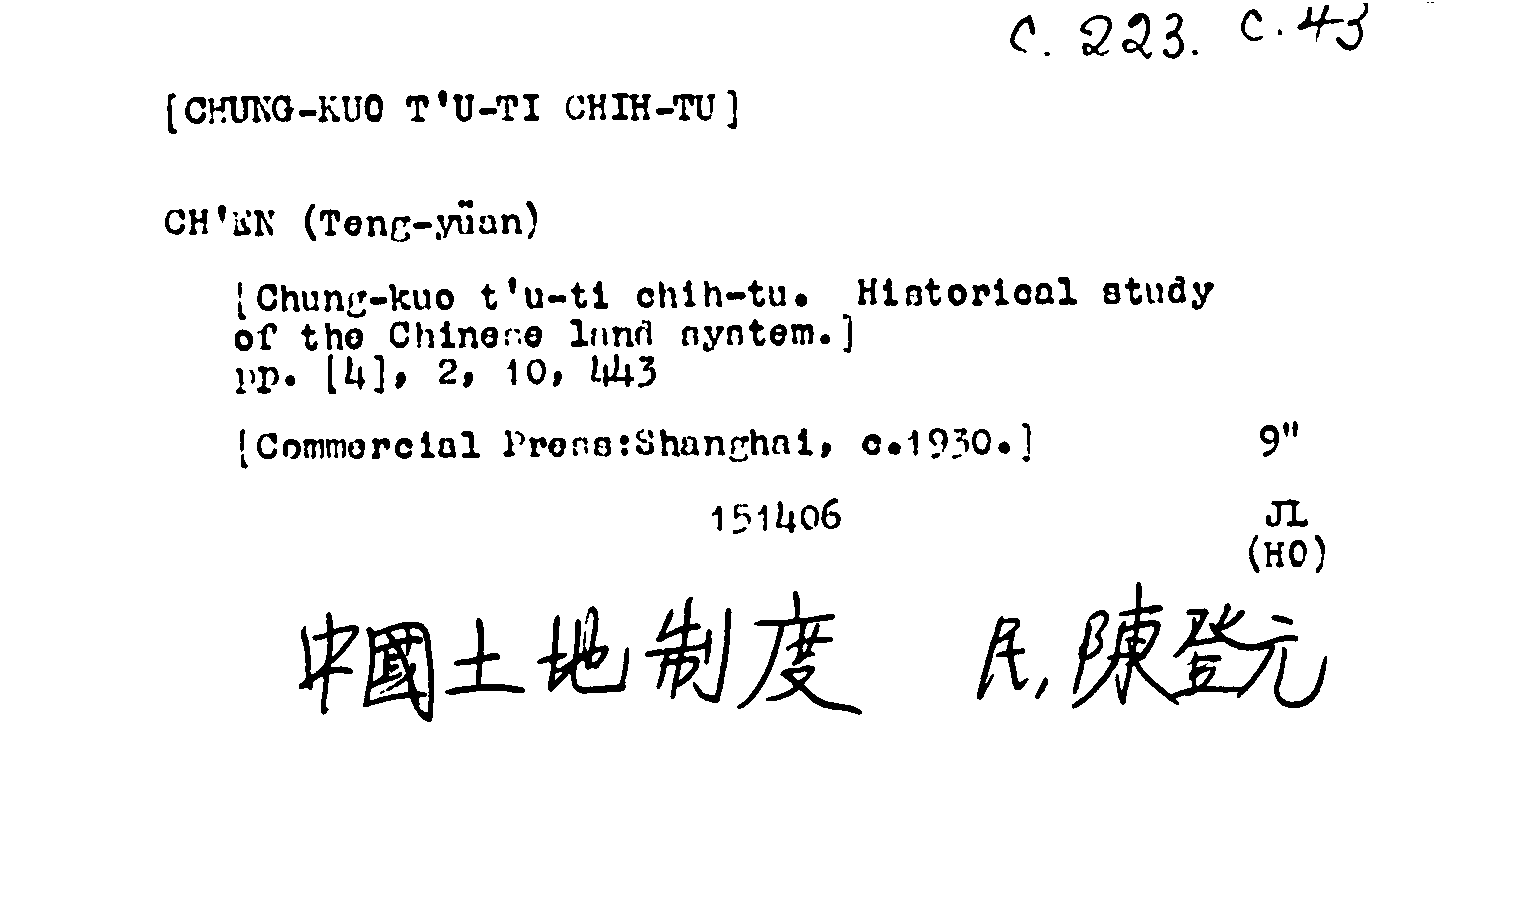 C. 223. C. 43
[CHUNG-KUO T'U-TI CHIH-TU]
CH'EN (Teng-yüan)
[Chung-kuo t'u-ti chih-tu. Historical study
of the Chinese land system.]
pp. [4], 2, 10, 443
[Commercial Press:Shanghai, c.1930.] 9"
151406 JL
(HO)
中國土地制度 民, 陳登元